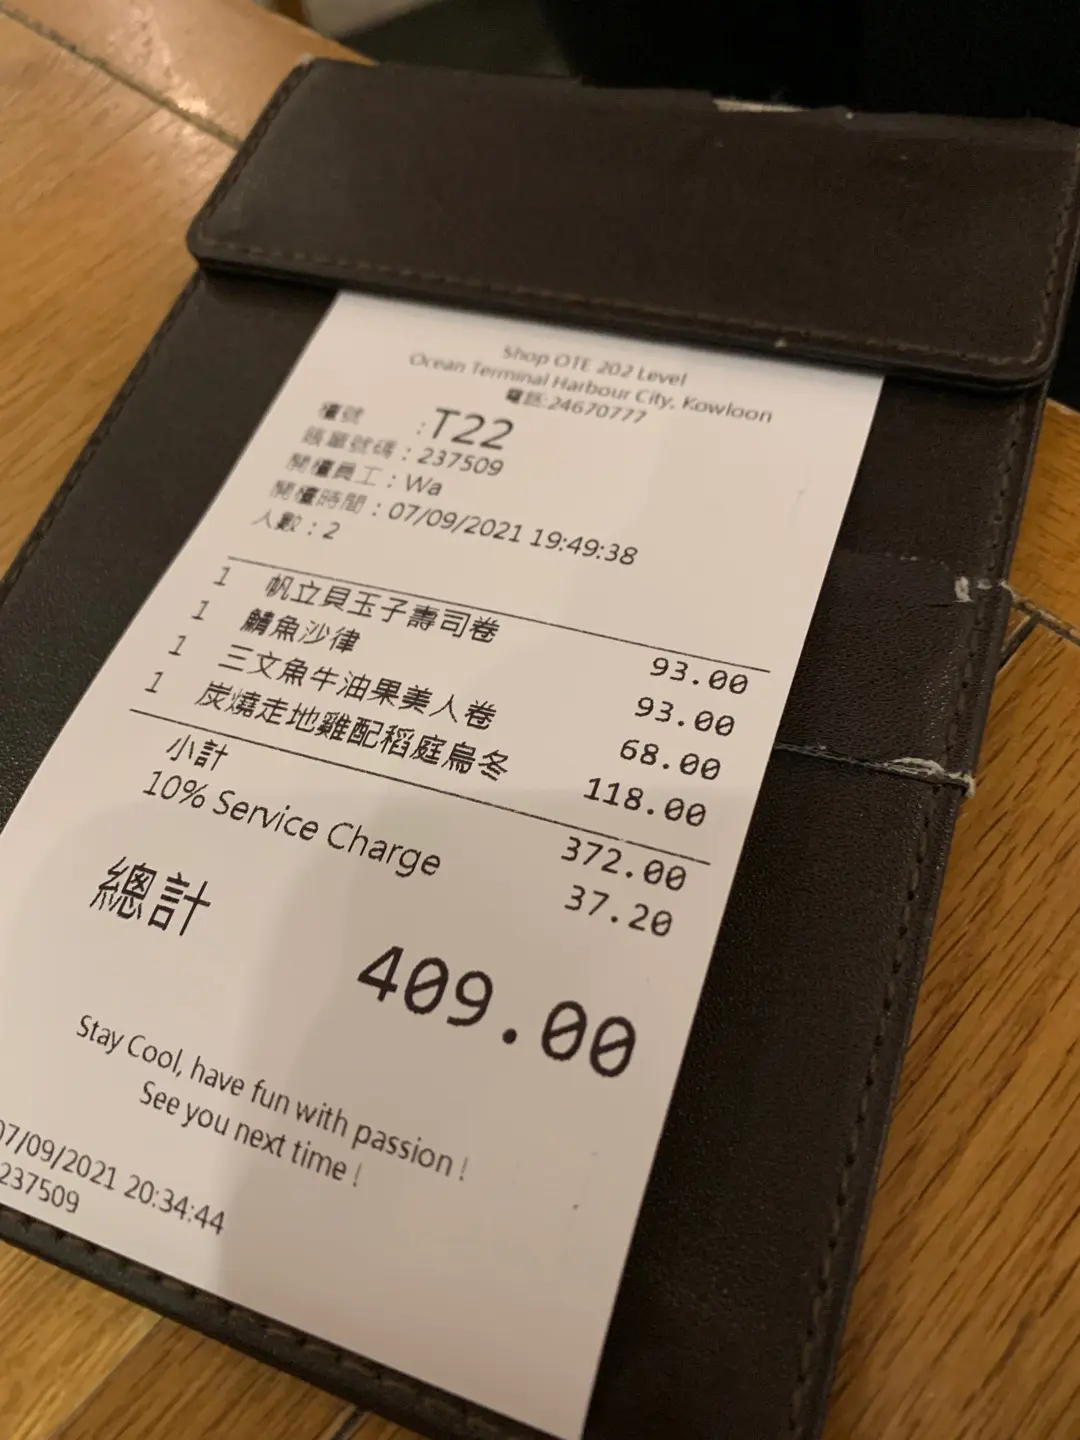 Shop OTE 202 Level
Ocean Terminal Harbour City, Kowloon
電話:24670777
檯號 :T22
賬單號碼：237509
開檯員工：Wa
開檯時間：07/09/2021 19:49:38
人數：2
1 帆立貝玉子壽司卷 93.00
1 鯖魚沙律 93.00
1 三文魚牛油果美人卷 68.00
1 炭燒走地雞配稻庭烏冬 118.00
小計 372.00
10% Service Charge 37.20
總計 409.00
Stay Cool, have fun with passion !
See you next time !
07/09/2021 20:34:44
237509